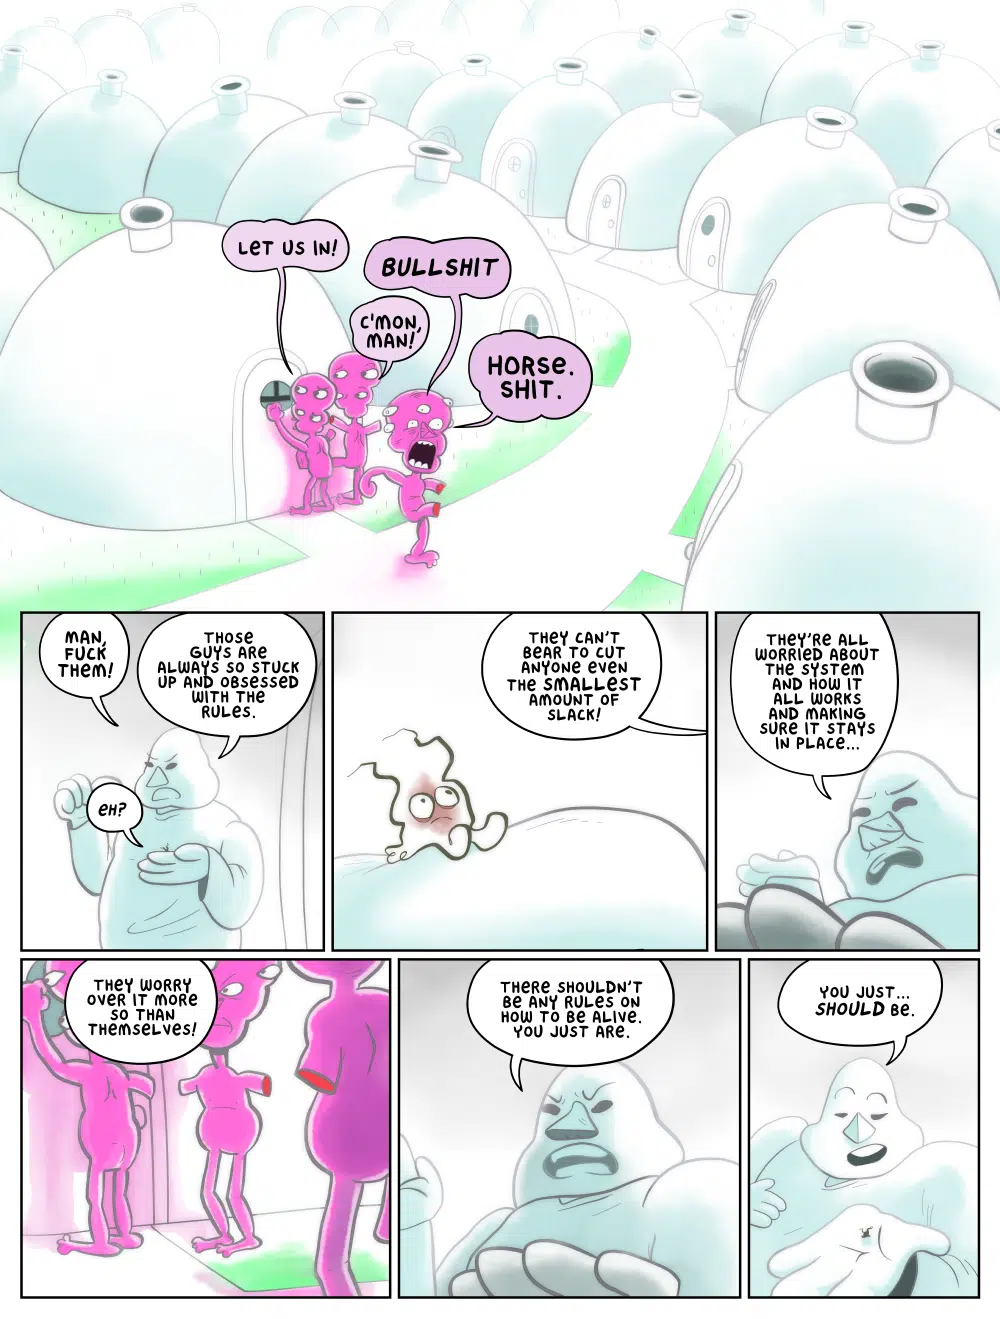 LET US IN!
BULLSHIT
C'MON,
MAN!
HORSE.
SHIT.
MAN,
FUCK
THEM!
THOSE
GUYS ARE
ALWAYS SO STUCK
UP AND OBSESSED
WITH THE
RULES.
EH?
THEY CAN'T
BEAR TO CUT
ANYONE EVEN
THE SMALLEST
AMOUNT OF
SLACK!
THEY'RE ALL
WORRIED ABOUT
THE SYSTEM
AND HOW IT
ALL WORKS
AND MAKING
SURE IT STAYS
IN PLACE...
THEY WORRY
OVER IT MORE
SO THAN
THEMSELVES!
THERE SHOULDN'T
BE ANY RULES ON
HOW TO BE ALIVE.
YOU JUST ARE.
YOU JUST...
SHOULD BE.